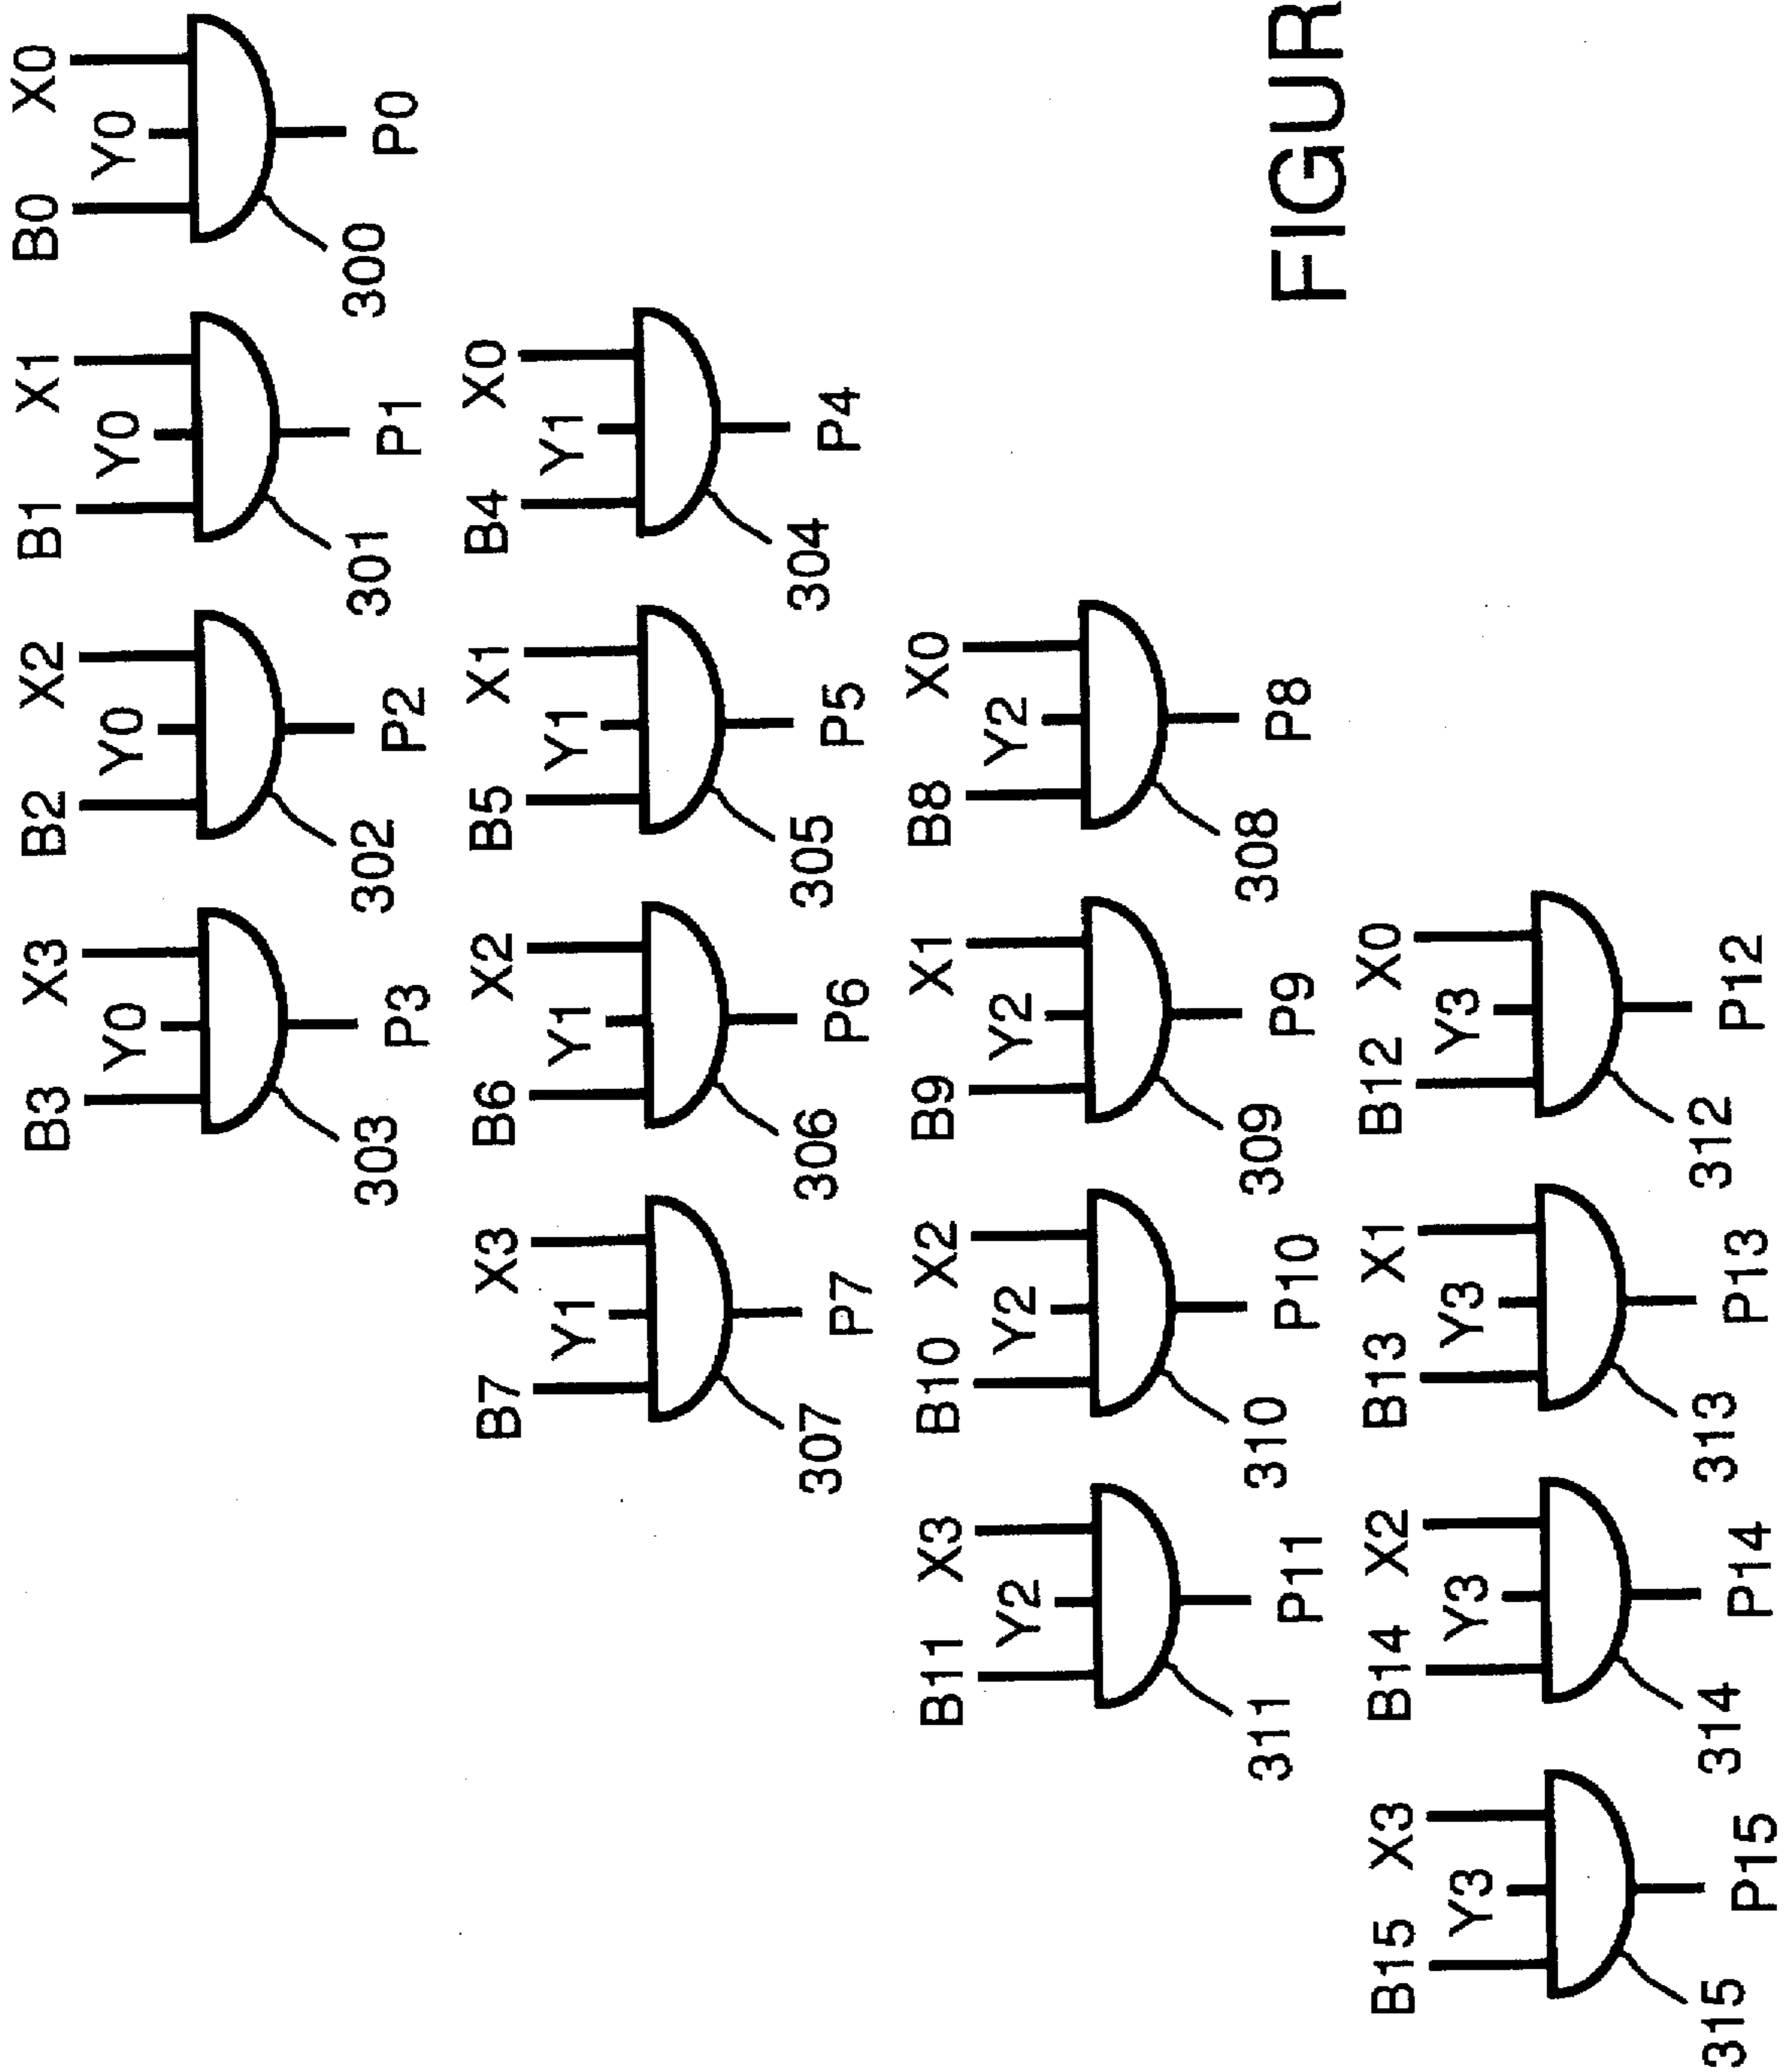 B3 X3 B2 X2 B1 X1 B0 X0
Y0 Y0 Y0 Y0
303 P3 302 P2 301 P1 300 P0
B7 X3 B6 X2 B5 X1 B4 X0
Y1 Y1 Y1 Y1
307 P7 306 P6 305 P5 304 P4
B11 X3 B10 X2 B9 X1 B8 X0
Y2 Y2 Y2 Y2
311 P11 310 P10 309 P9 308 P8
B15 X3 B14 X2 B13 X1 B12 X0
Y3 Y3 Y3 Y3
315 P15 314 P14 313 P13 312 P12
FIGUR